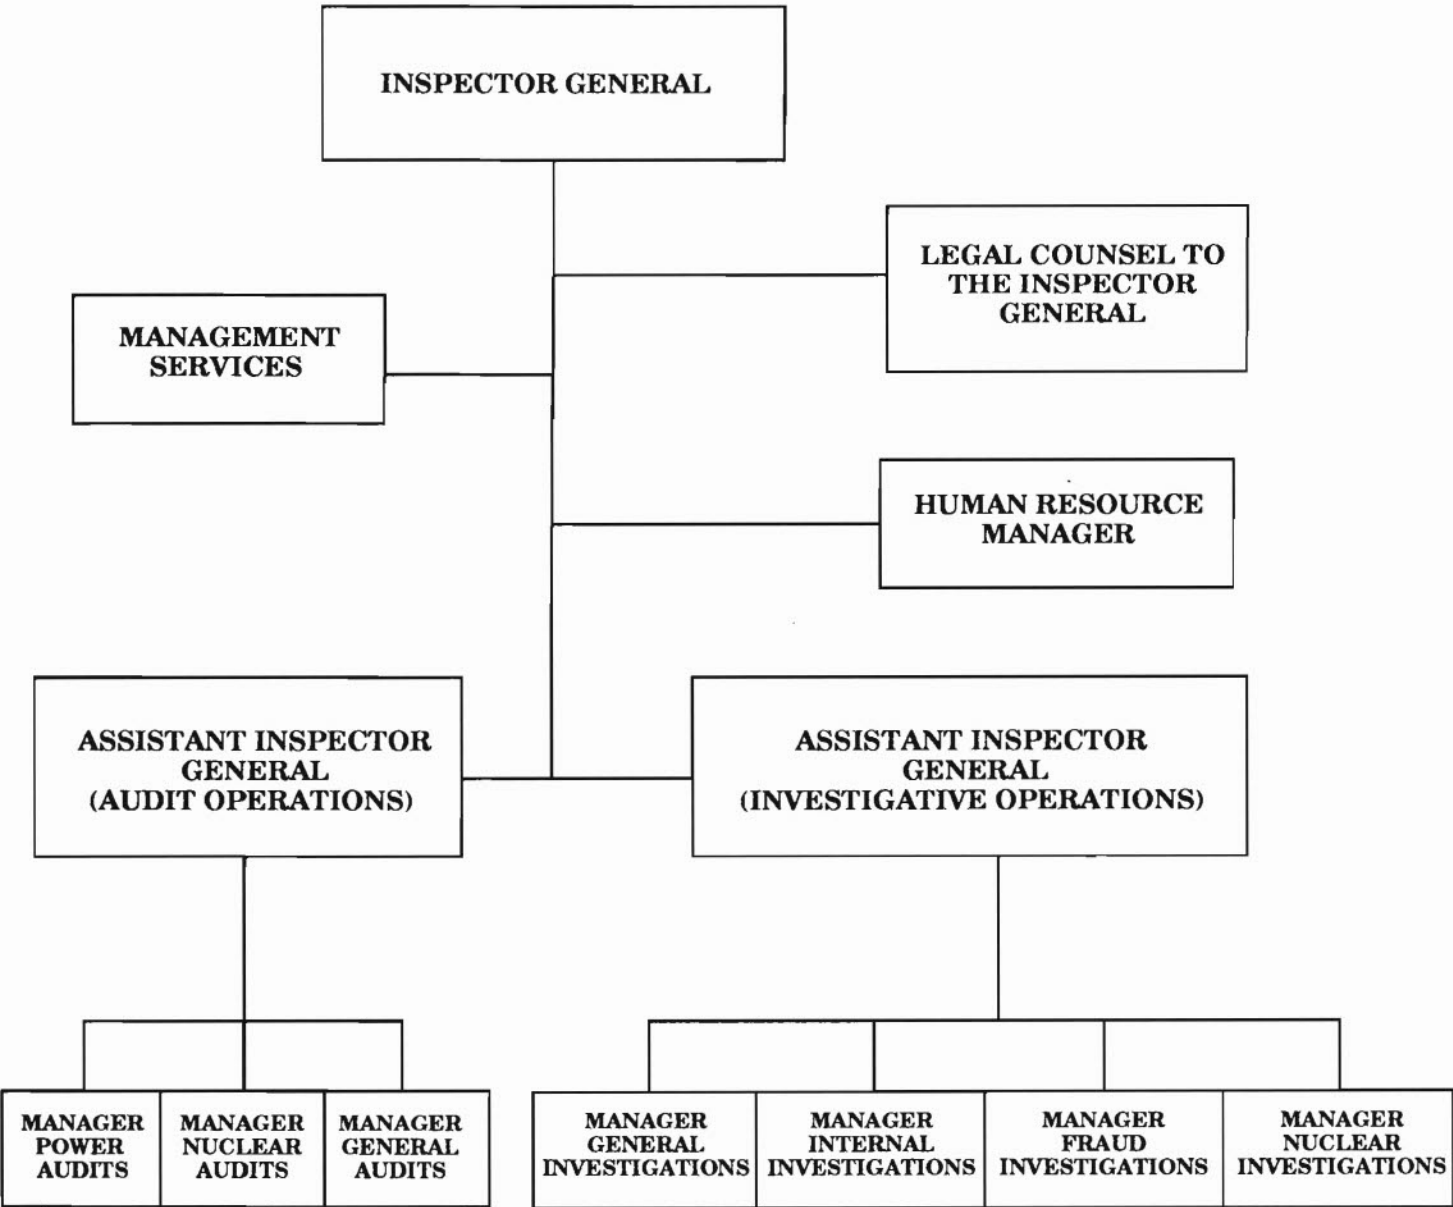 INSPECTOR GENERAL
LEGAL COUNSEL TO
THE INSPECTOR
GENERAL
MANAGEMENT
SERVICES
HUMAN RESOURCE
MANAGER
ASSISTANT INSPECTOR
GENERAL
(AUDIT OPERATIONS)
ASSISTANT INSPECTOR
GENERAL
(INVESTIGATIVE OPERATIONS)
MANAGER
POWER
AUDITS
MANAGER
NUCLEAR
AUDITS
MANAGER
GENERAL
AUDITS
MANAGER
GENERAL
INVESTIGATIONS
MANAGER
INTERNAL
INVESTIGATIONS
MANAGER
FRAUD
INVESTIGATIONS
MANAGER
NUCLEAR
INVESTIGATIONS